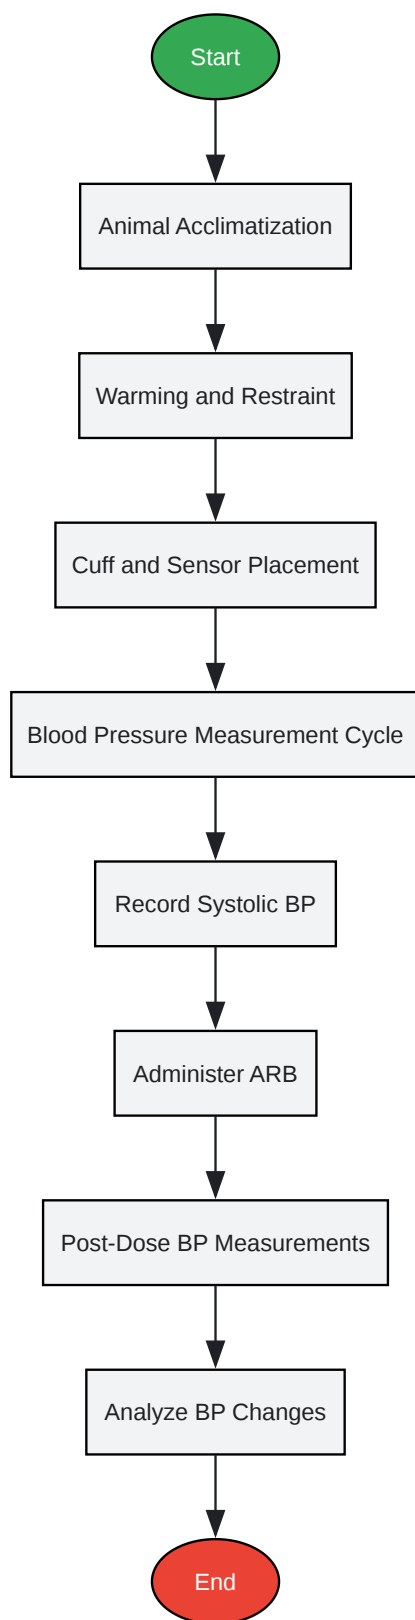 Start
Animal Acclimatization
Warming and Restraint
Cuff and Sensor Placement
Blood Pressure Measurement Cycle
Record Systolic BP
Administer ARB
Post-Dose BP Measurements
Analyze BP Changes
End